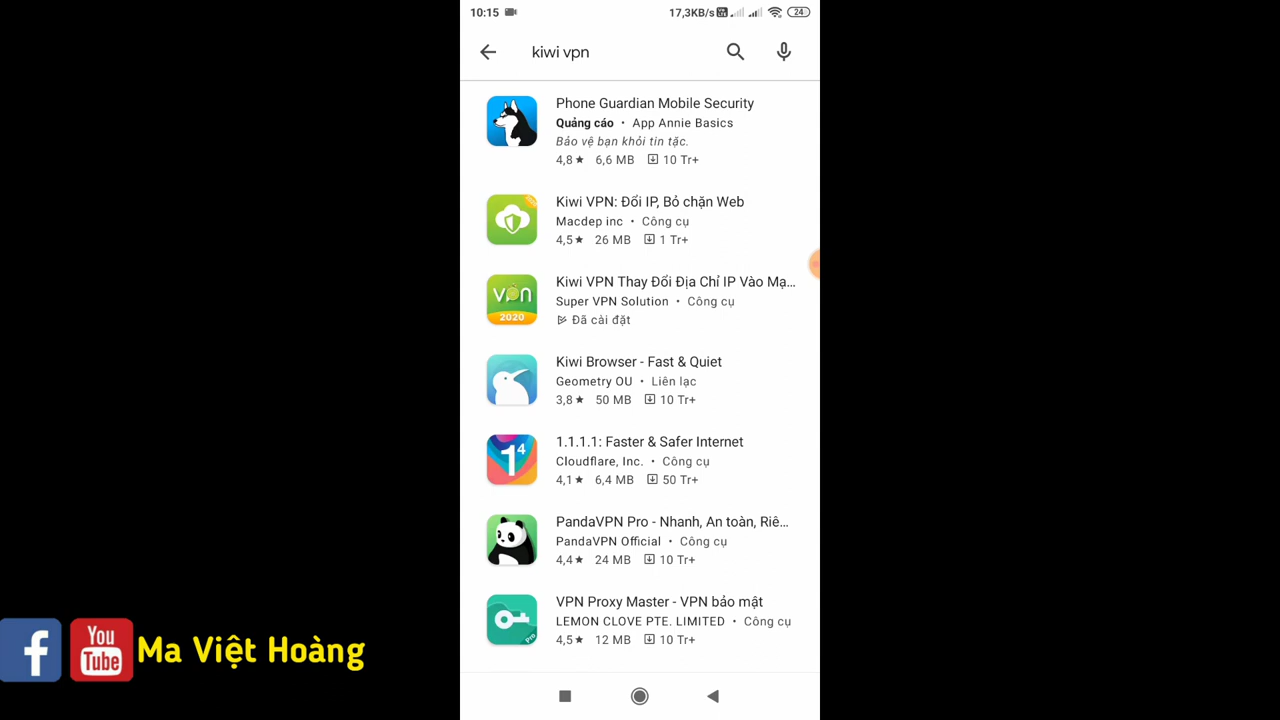 10:15 17,3KB/s 24
kiwi vpn
Phone Guardian Mobile Security
Quảng cáo • App Annie Basics
Bảo vệ bạn khỏi tin tặc.
4,8★ 6,6 MB 10 Tr+
Kiwi VPN: Đổi IP, Bỏ chặn Web
Macdep inc • Công cụ
4,5★ 26 MB 1 Tr+
vpn
2020
Kiwi VPN Thay Đổi Địa Chỉ IP Vào Mạ...
Super VPN Solution • Công cụ
Đã cài đặt
Kiwi Browser - Fast & Quiet
Geometry OU • Liên lạc
3,8★ 50 MB 10 Tr+
1⁴
1.1.1.1: Faster & Safer Internet
Cloudflare, Inc. • Công cụ
4,1★ 6,4 MB 50 Tr+
PandaVPN Pro - Nhanh, An toàn, Riê...
PandaVPN Official • Công cụ
4,4★ 24 MB 10 Tr+
Pro
VPN Proxy Master - VPN bảo mật
LEMON CLOVE PTE. LIMITED • Công cụ
4,5★ 12 MB 10 Tr+
f You Tube Ma Việt Hoàng